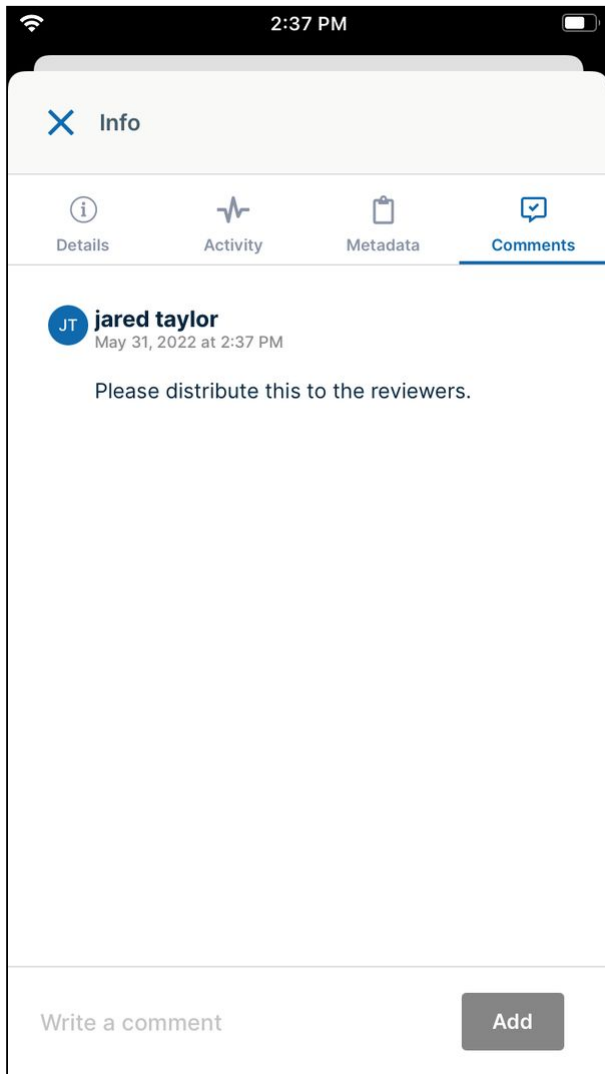 2:37 PM
Info
Details Activity Metadata Comments
JT jared taylor
May 31, 2022 at 2:37 PM
Please distribute this to the reviewers.
Write a comment Add